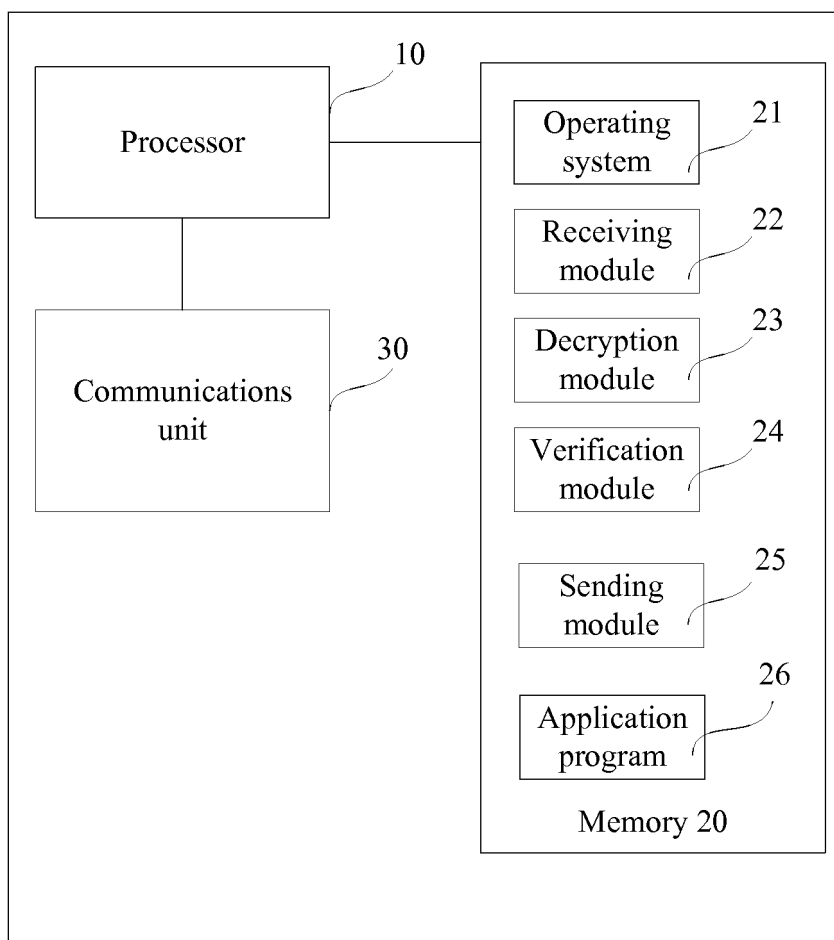 10
Processor
30
Communications
unit
Operating
system
21
Receiving
module
22
Decryption
module
23
Verification
module
24
Sending
module
25
Application
program
26
Memory 20